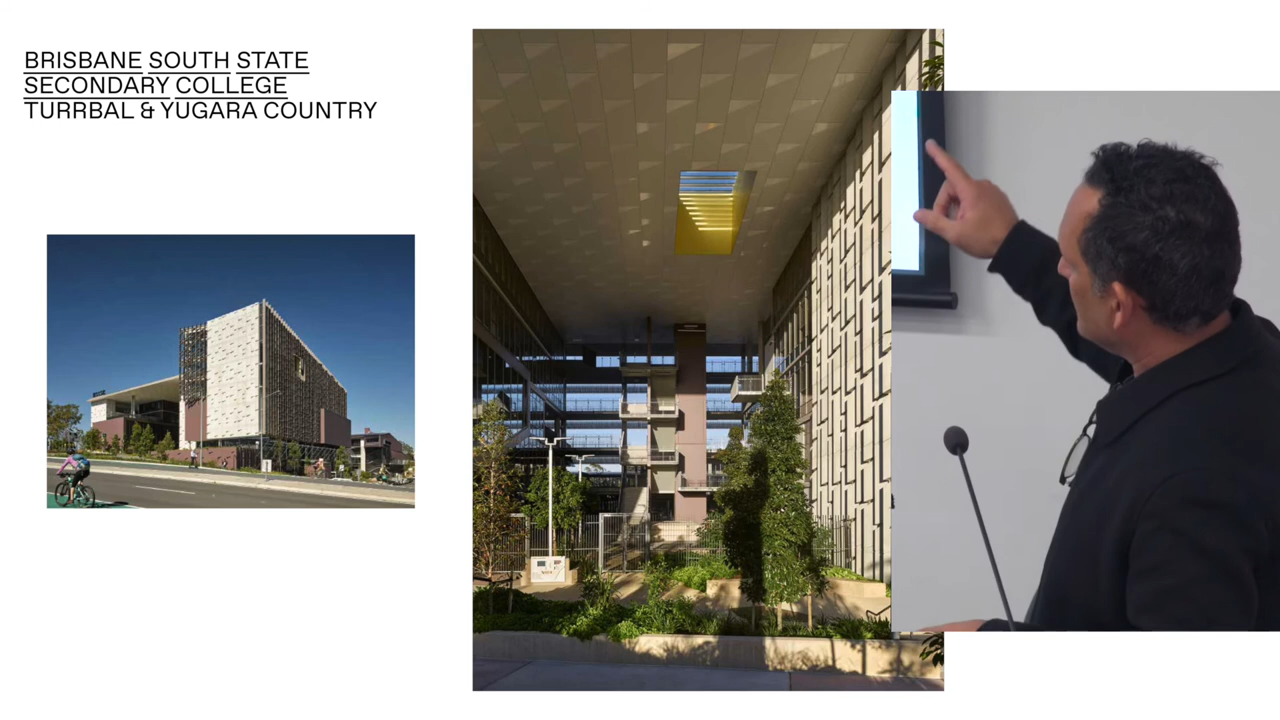 BRISBANE SOUTH STATE
SECONDARY COLLEGE
TURRBAL & YUGARA COUNTRY